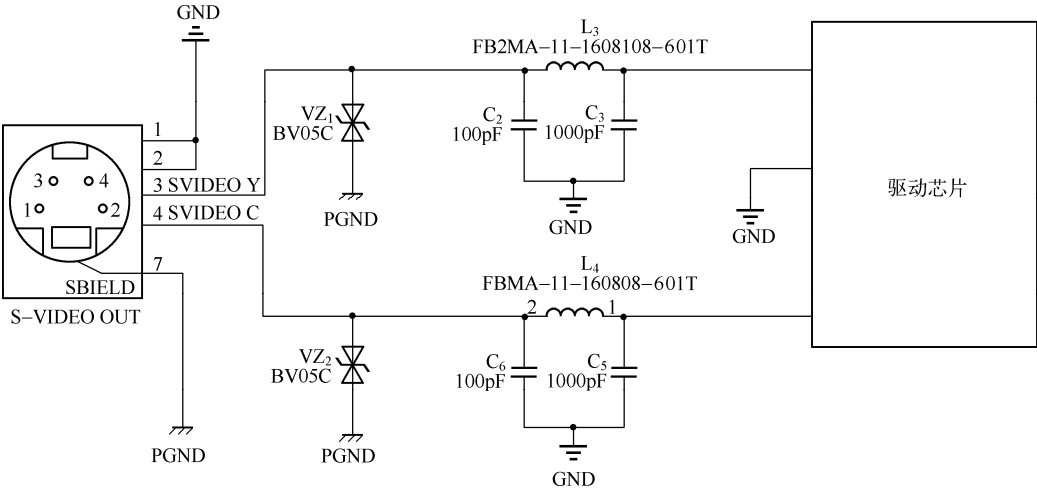 GND
L3
FB2MA-11-1608108-601T
VZ1
BV05C
C2
100pF
C3
1000pF
1
2
3 SVIDEO Y
4 SVIDEO C
3
4
1
2
7
SBIELD
S-VIDEO OUT
PGND
PGND
GND
GND
驱动芯片
L4
FBMA-11-160808-601T
2
1
VZ2
BV05C
C6
100pF
C5
1000pF
PGND
GND